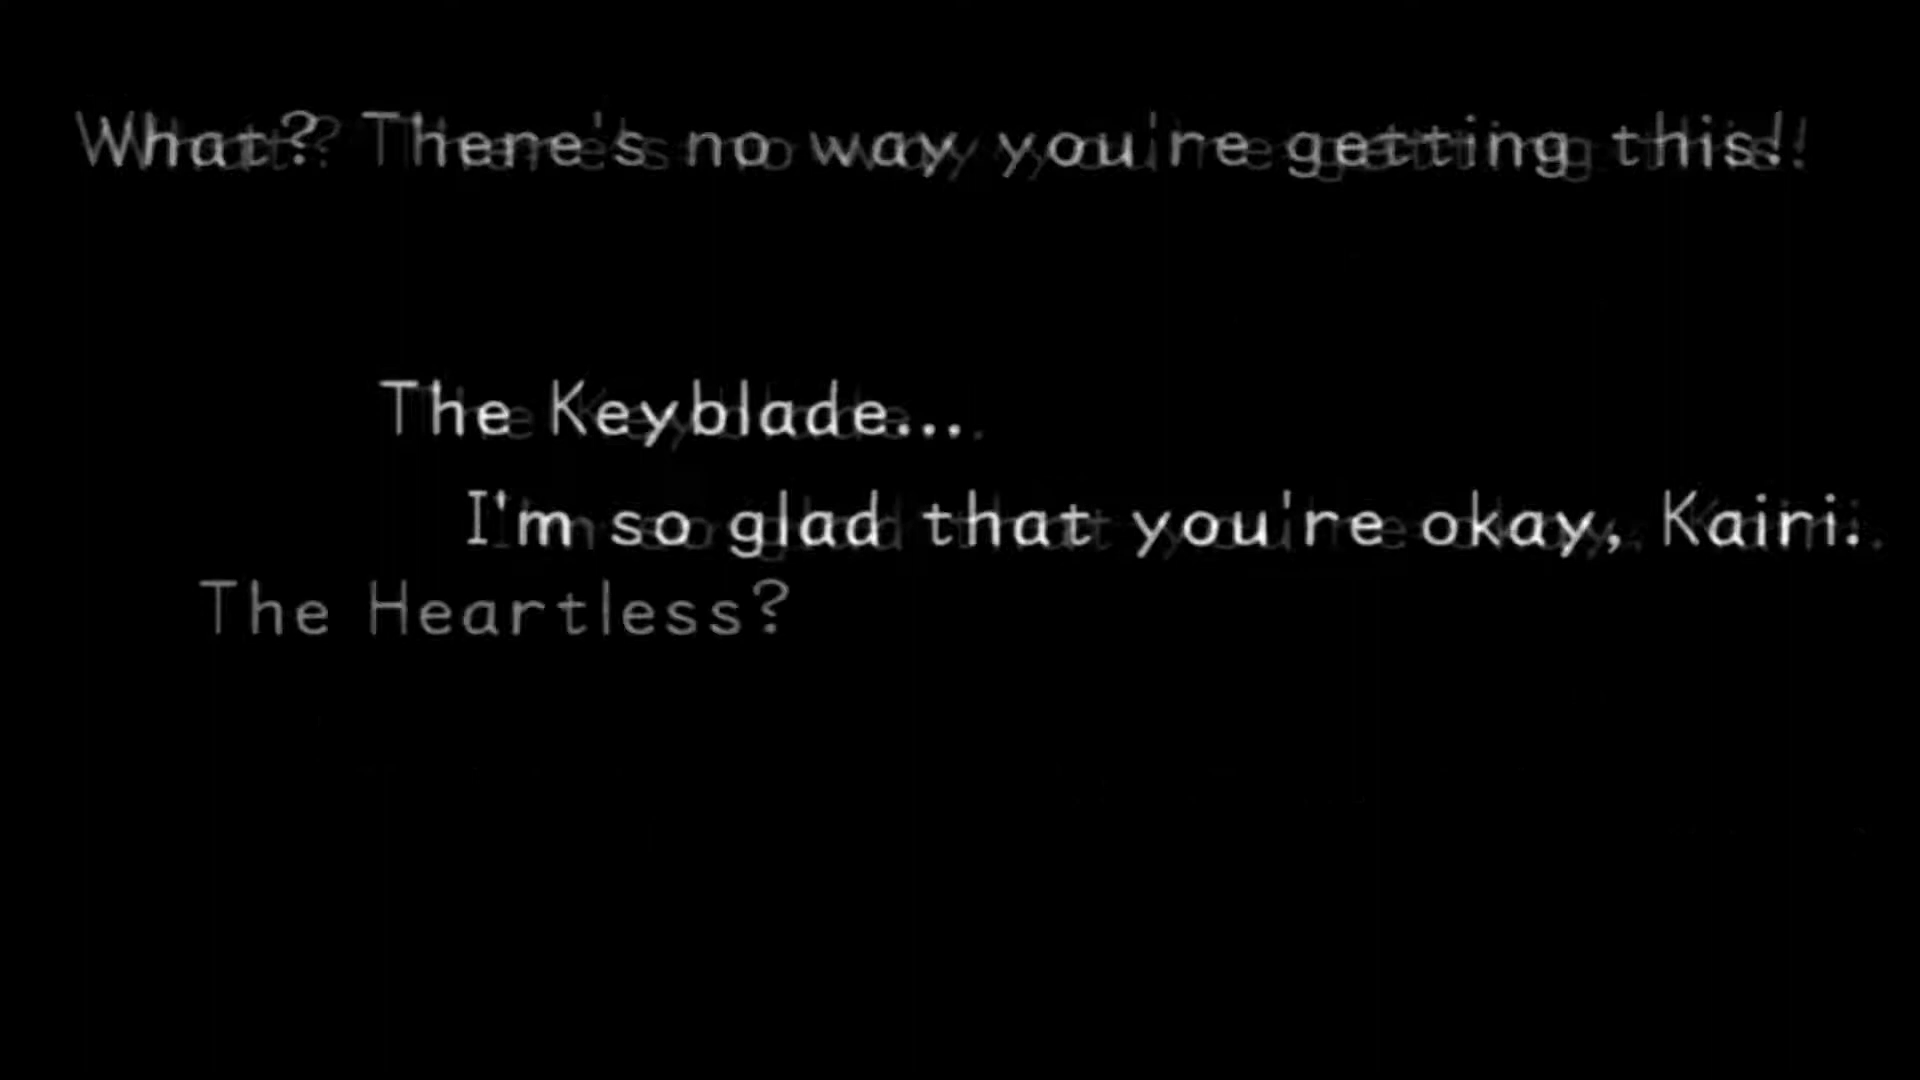 What? There's no way you're getting this!
The Keyblade...
I'm so glad that you're okay, Kairi.
The Heartless?